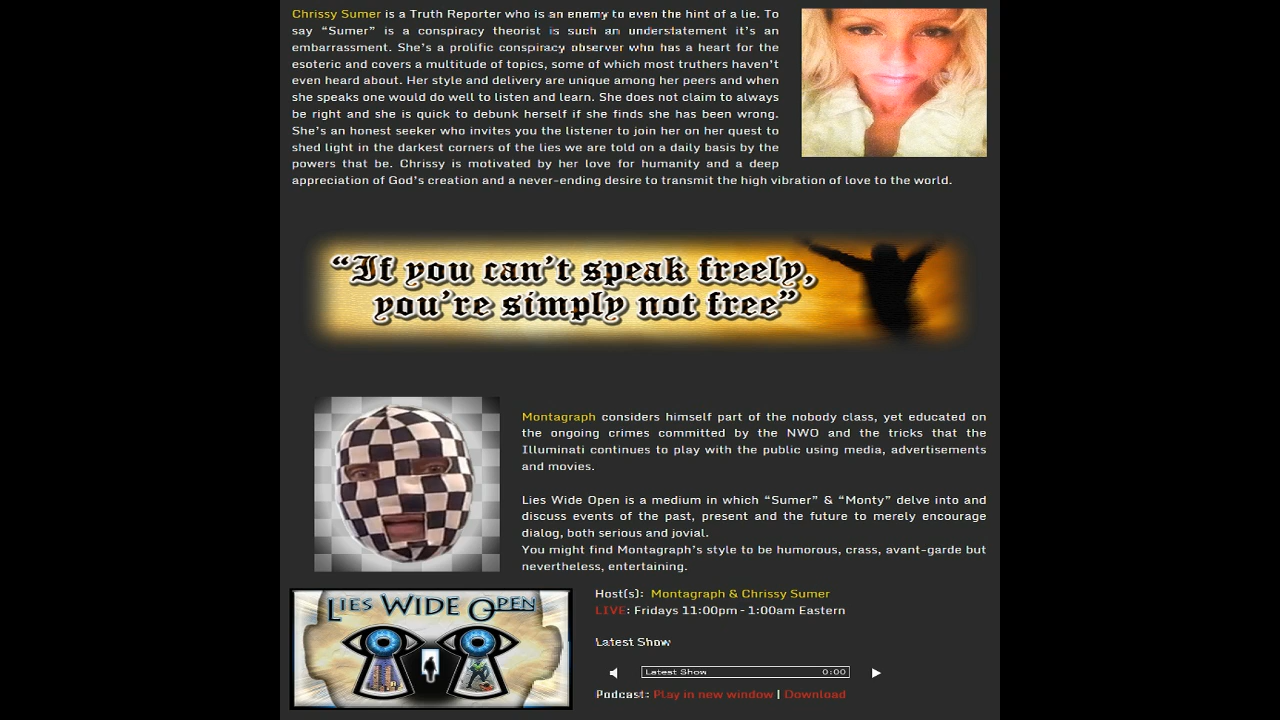 Chrissy Sumer is a Truth Reporter who is an enemy to even the hint of a lie. To
say “Sumer” is a conspiracy theorist is such an understatement it’s an
embarrassment. She’s a prolific conspiracy observer who has a heart for the
esoteric and covers a multitude of topics, some of which most truthers haven’t
even heard about. Her style and delivery are unique among her peers and when
she speaks one would do well to listen and learn. She does not claim to always
be right and she is quick to debunk herself if she finds she has been wrong.
She’s an honest seeker who invites you the listener to join her on her quest to
shed light in the darkest corners of the lies we are told on a daily basis by the
powers that be. Chrissy is motivated by her love for humanity and a deep
appreciation of God’s creation and a never-ending desire to transmit the high vibration of love to the world.
“If you can’t speak freely,
you’re simply not free”
Montagraph considers himself part of the nobody class, yet educated on
the ongoing crimes committed by the NWO and the tricks that the
Illuminati continues to play with the public using media, advertisements
and movies.
Lies Wide Open is a medium in which “Sumer” & “Monty” delve into and
discuss events of the past, present and the future to merely encourage
dialog, both serious and jovial.
You might find Montagraph’s style to be humorous, crass, avant-garde but
nevertheless, entertaining.
LIES WIDE OPEN
Host(s): Montagraph & Chrissy Sumer
LIVE: Fridays 11:00pm - 1:00am Eastern
Latest Show
Latest Show 0:00
Podcast: Play in new window | Download